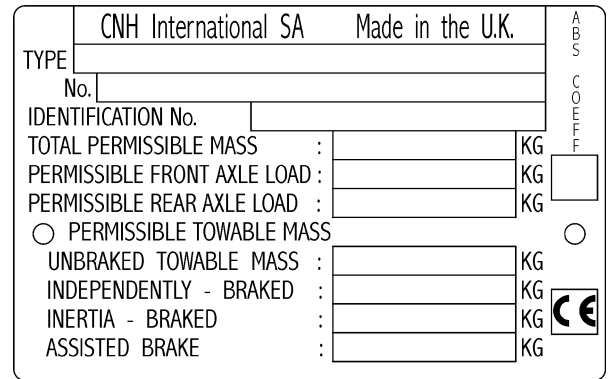 CNH International SA Made in the U.K.
TYPE
No.
IDENTIFICATION No.
TOTAL PERMISSIBLE MASS : KG
PERMISSIBLE FRONT AXLE LOAD : KG
PERMISSIBLE REAR AXLE LOAD : KG
PERMISSIBLE TOWABLE MASS
UNBRAKED TOWABLE MASS : KG
INDEPENDENTLY - BRAKED : KG
INERTIA - BRAKED : KG
ASSISTED BRAKE : KG
ABS COEFF
CE